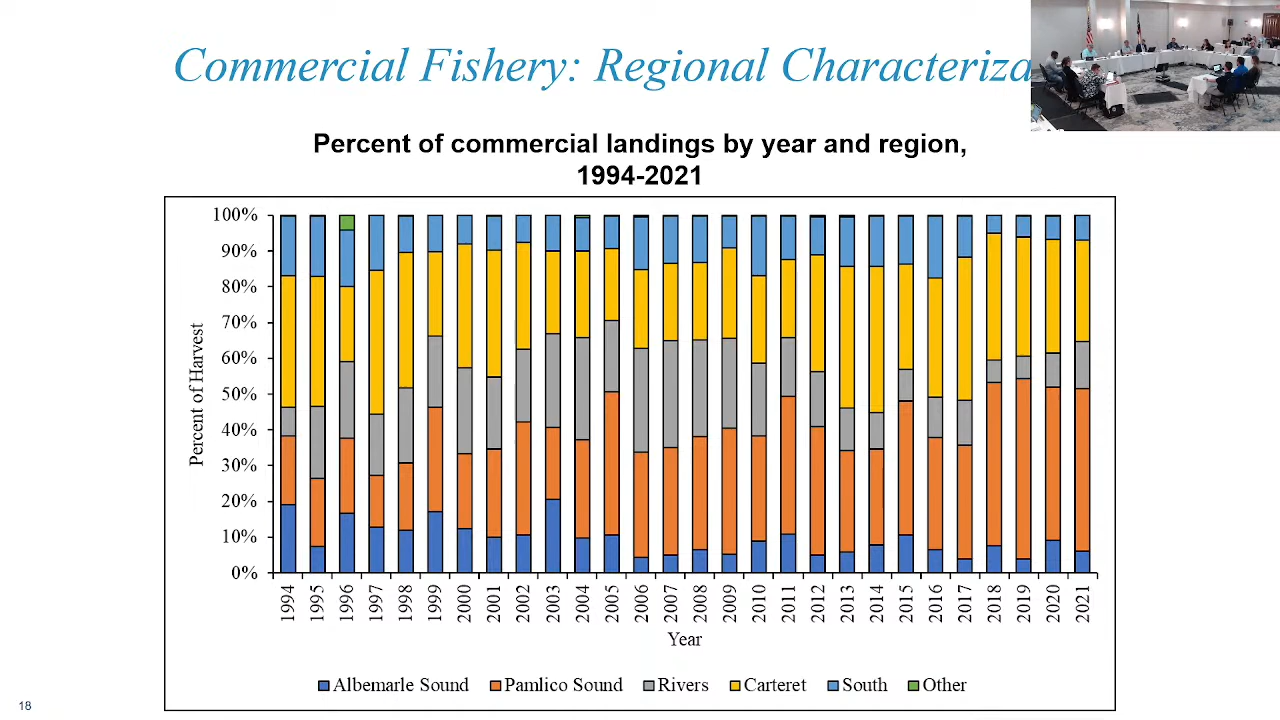 Commercial Fishery: Regional Characteriza
Percent of commercial landings by year and region,
1994-2021
100%
90%
80%
70%
60%
50%
40%
30%
20%
10%
0%
Percent of Harvest
1994 1995 1996 1997 1998 1999 2000 2001 2002 2003 2004 2005 2006 2007 2008 2009 2010 2011 2012 2013 2014 2015 2016 2017 2018 2019 2020 2021
Year
Albemarle Sound Pamlico Sound Rivers Carteret South Other
18